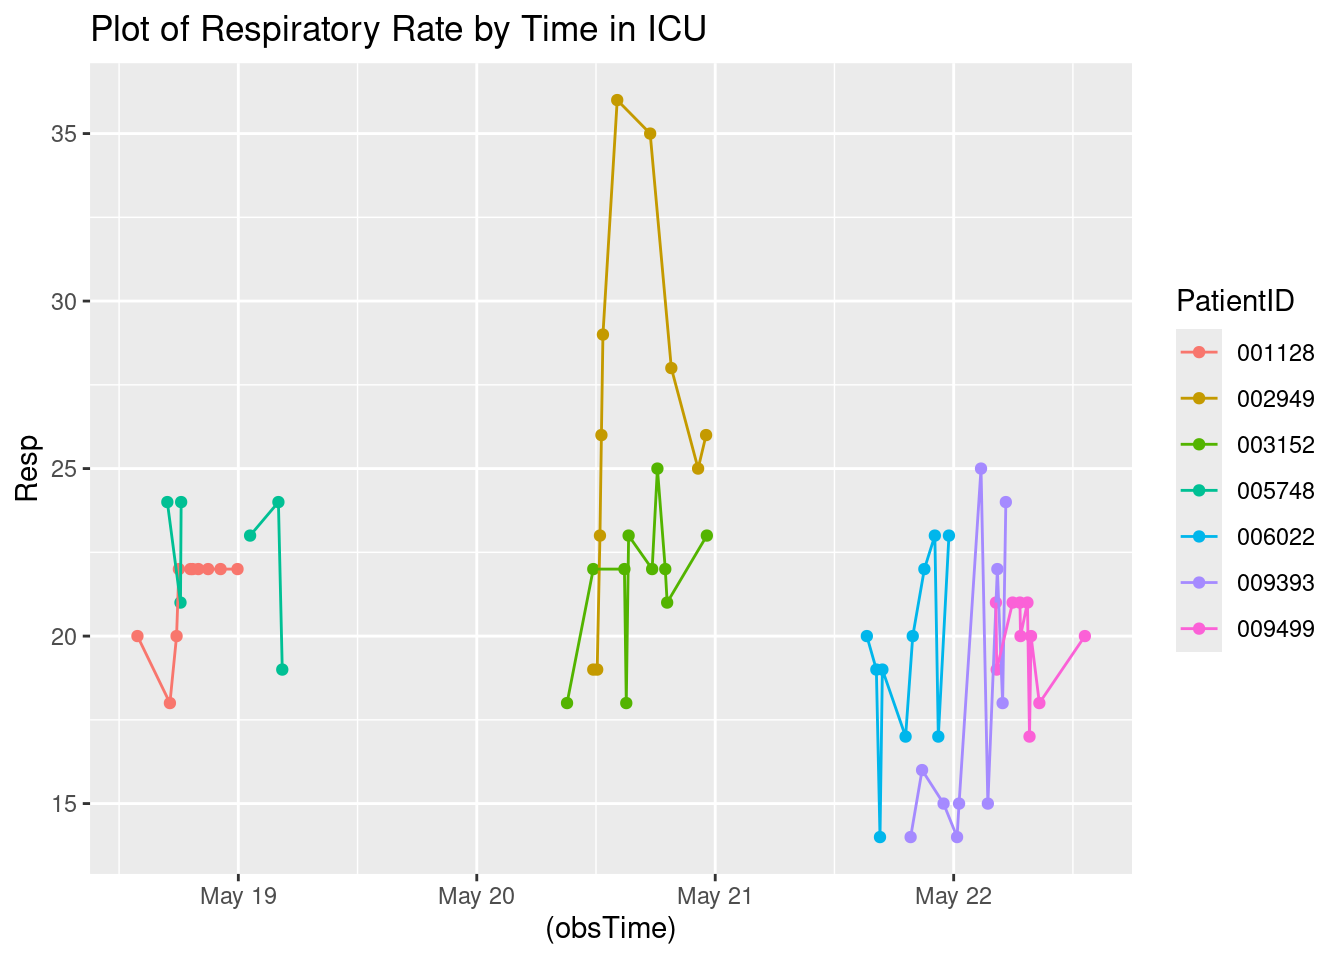 Plot of Respiratory Rate by Time in ICU
35
30
25
20
15
Resp
May 19
May 20
May 21
May 22
(obsTime)
PatientID
001128
002949
003152
005748
006022
009393
009499